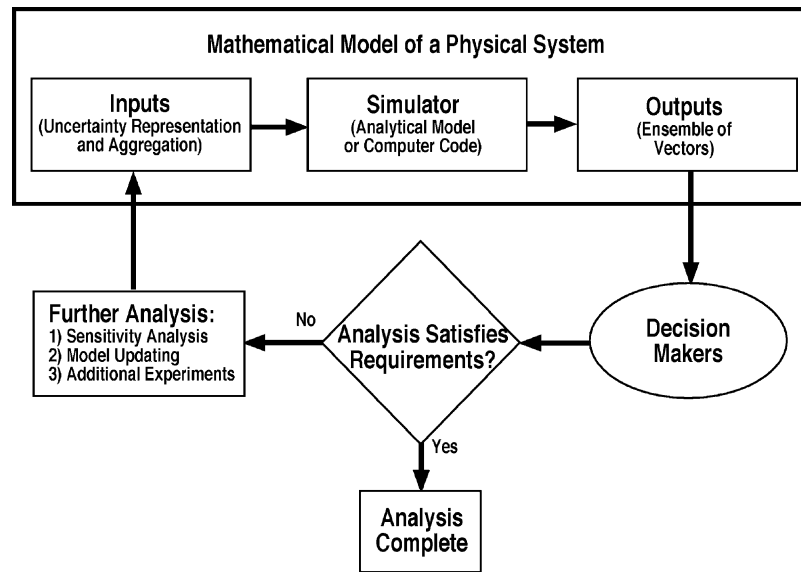 Mathematical Model of a Physical System
Inputs
(Uncertainty Representation
and Aggregation)
Simulator
(Analytical Model
or Computer Code)
Outputs
(Ensemble of
Vectors)
Decision
Makers
Analysis Satisfies
Requirements?
No
Further Analysis:
1) Sensitivity Analysis
2) Model Updating
3) Additional Experiments
Yes
Analysis
Complete